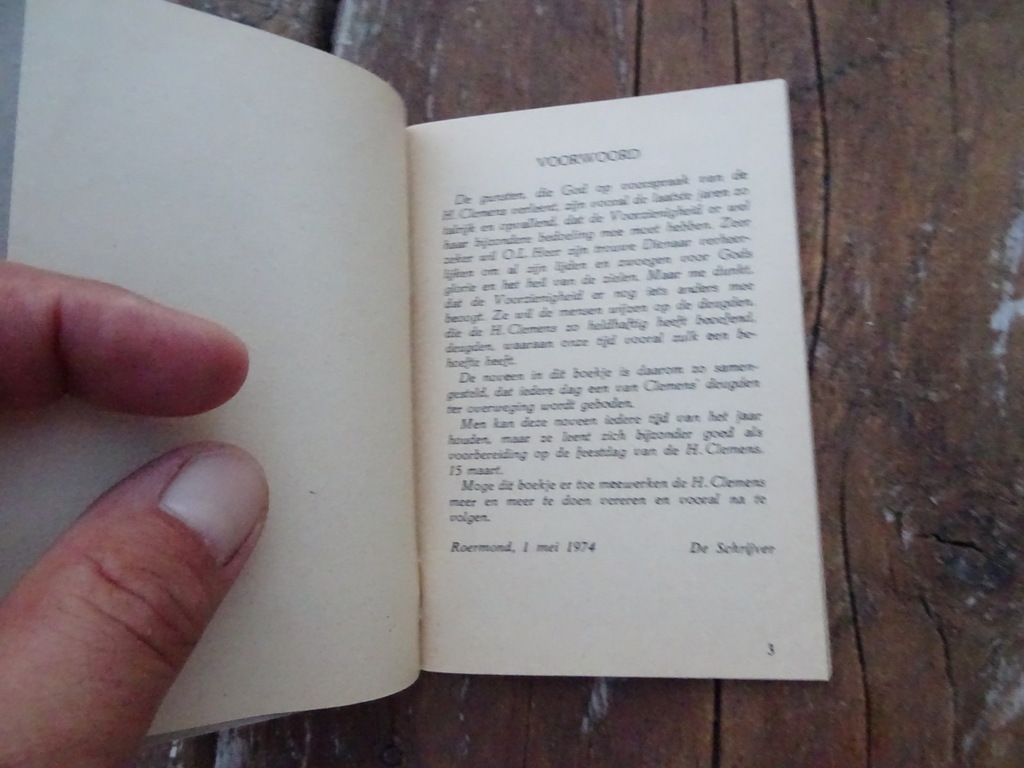 VOORWOORD
De gunsten, die God op voorspraak van de
H. Clemens verleent, zijn vooral de laatste jaren zo
talrijk en opvallend, dat de Voorzienigheid er wel
haar bijzondere bedoeling mee moet hebben. Zeer
zeker wil O.L. Heer zijn trouwe Dienaar verheer-
lijken om al zijn lijden en zwoegen voor Gods
glorie en het heil van de zielen. Maar me dunkt,
dat de Voorzienigheid er nog iets anders mee
beoogt. Ze wil de mensen wijzen op de deugden,
die de H. Clemens zo heldhaftig heeft beoefend,
deugden, waaraan onze tijd vooral zulk een be-
hoefte heeft.
De noveen in dit boekje is daarom zo samen-
gesteld, dat iedere dag een van Clemens' deugden
ter overweging wordt geboden.
Men kan deze noveen iedere tijd van het jaar
houden, maar ze leent zich bijzonder goed als
voorbereiding op de feestdag van de H. Clemens,
15 maart.
Moge dit boekje er toe meewerken de H. Clemens
meer en meer te doen vereren en vooral na te
volgen.
Roermond, 1 mei 1974 De Schrijver
3